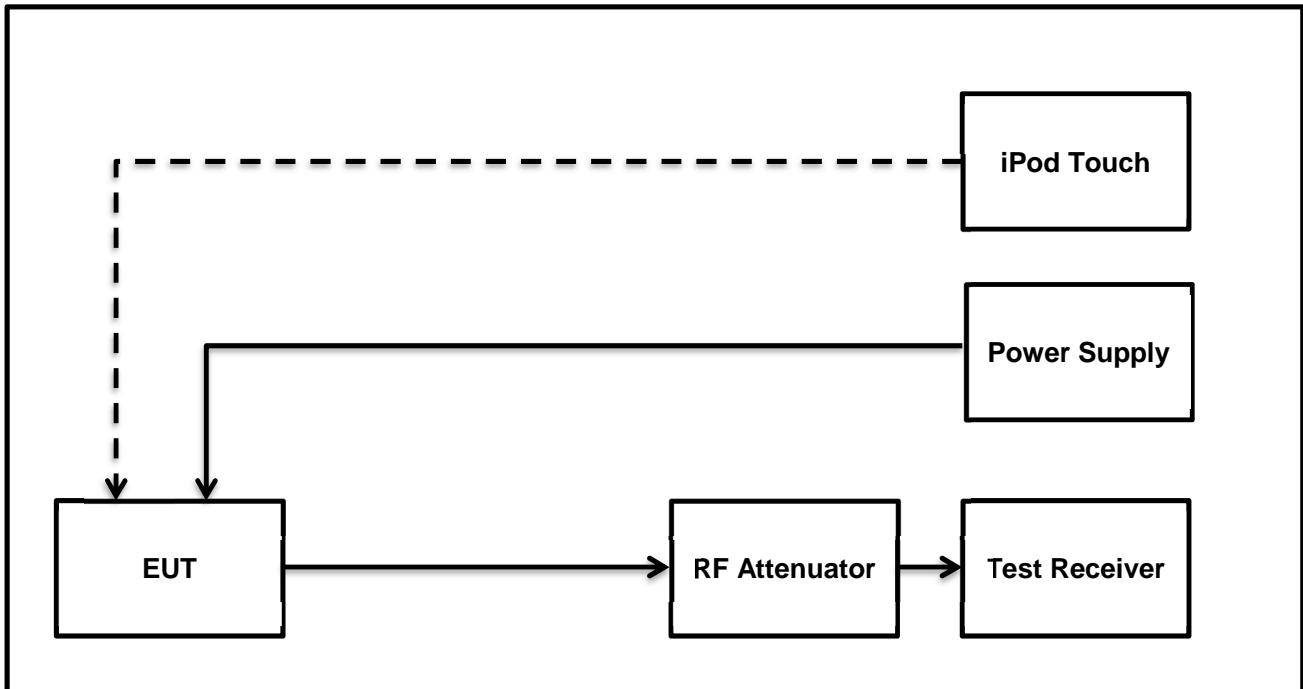 iPod Touch
Power Supply
EUT
RF Attenuator
Test Receiver